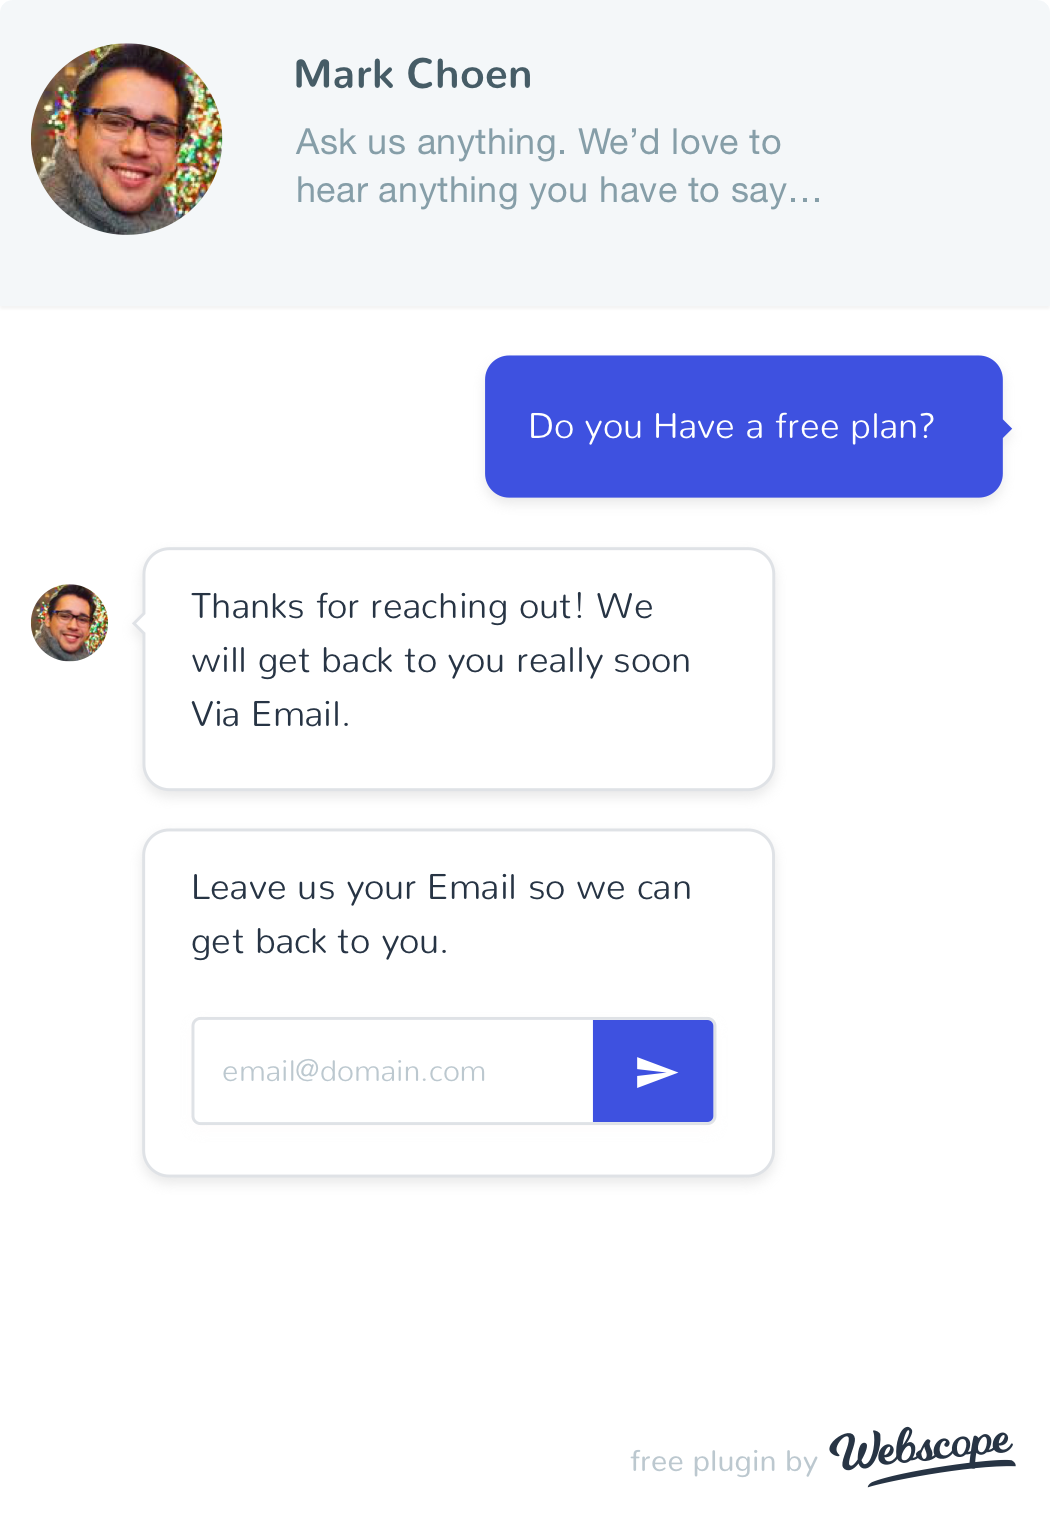 Mark Choen
Ask us anything. We’d love to
hear anything you have to say...
Do you Have a free plan?
Thanks for reaching out! We
will get back to you really soon
Via Email.
Leave us your Email so we can
get back to you.
email@domain.com
free plugin by Webscope